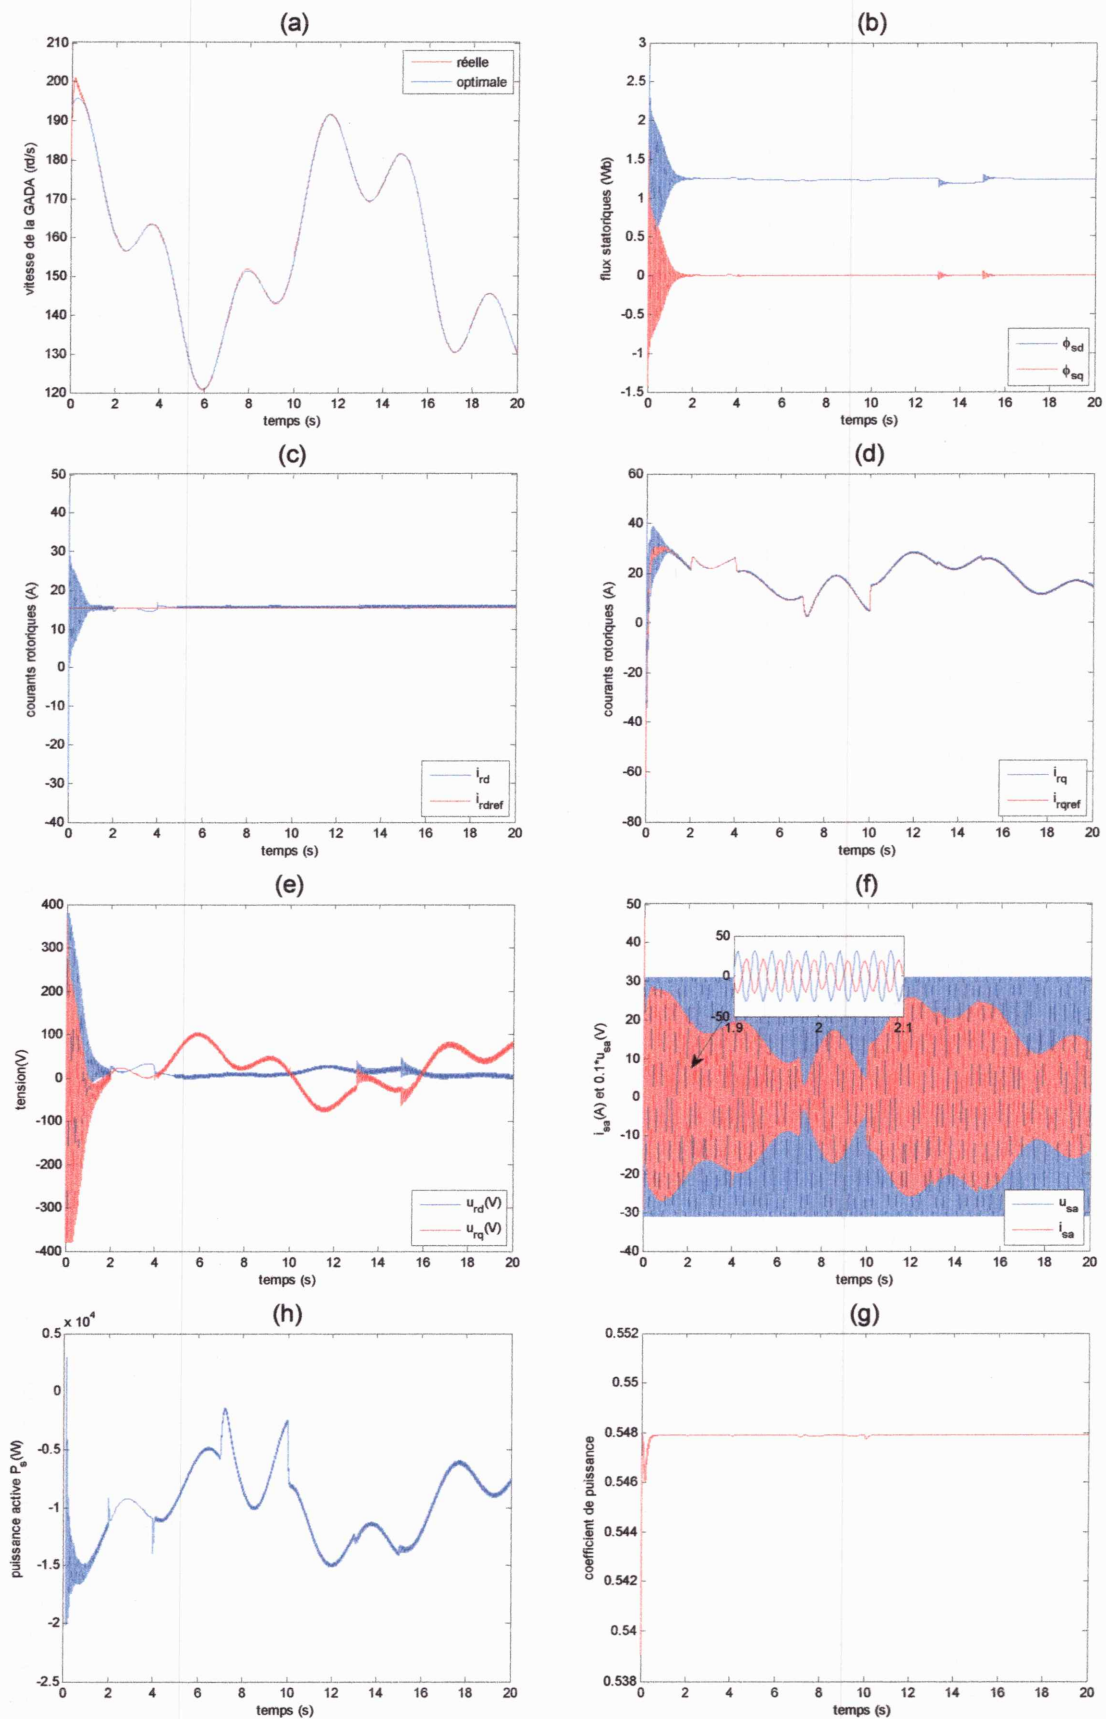 (a)
210
200
190
180
170
160
150
140
130
120
0 2 4 6 8 10 12 14 16 18 20
vitesse de la GADA (rd/s)
temps (s)
réelle
optimale
(b)
3
2.5
2
1.5
1
0.5
0
-0.5
-1
-1.5
0 2 4 6 8 10 12 14 16 18 20
flux statoriques (Wb)
temps (s)
ϕsd
ϕsq
(c)
50
40
30
20
10
0
-10
-20
-30
-40
0 2 4 6 8 10 12 14 16 18 20
courants rotoriques (A)
temps (s)
ird
irdref
(d)
60
40
20
0
-20
-40
-60
-80
0 2 4 6 8 10 12 14 16 18 20
courants rotoriques (A)
temps (s)
irq
irqref
(e)
400
300
200
100
0
-100
-200
-300
-400
0 2 4 6 8 10 12 14 16 18 20
tension(V)
temps (s)
urd(V)
urq(V)
(f)
50
40
30
20
10
0
-10
-20
-30
-40
0 2 4 6 8 10 12 14 16 18 20
isa(A) et 0.1*usa(V)
temps (s)
50
0
-50
1.9 2 2.1
usa
isa
(h)
x 10^4
0.5
0
-0.5
-1
-1.5
-2
-2.5
0 2 4 6 8 10 12 14 16 18 20
puissance active Ps(W)
temps (s)
(g)
0.552
0.55
0.548
0.546
0.544
0.542
0.54
0.538
0 2 4 6 8 10 12 14 16 18 20
coefficient de puissance
temps (s)